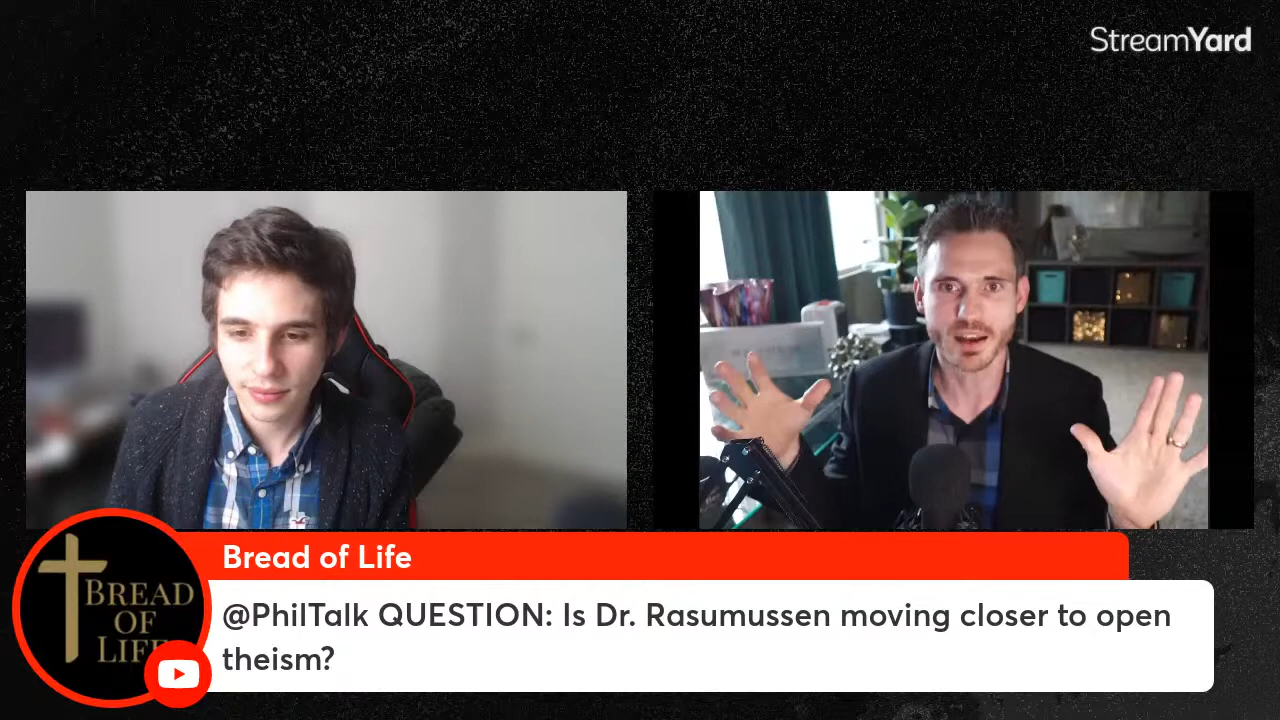 StreamYard
Bread of Life
BREAD
OF
LIFE
@PhilTalk QUESTION: Is Dr. Rasumussen moving closer to open
theism?